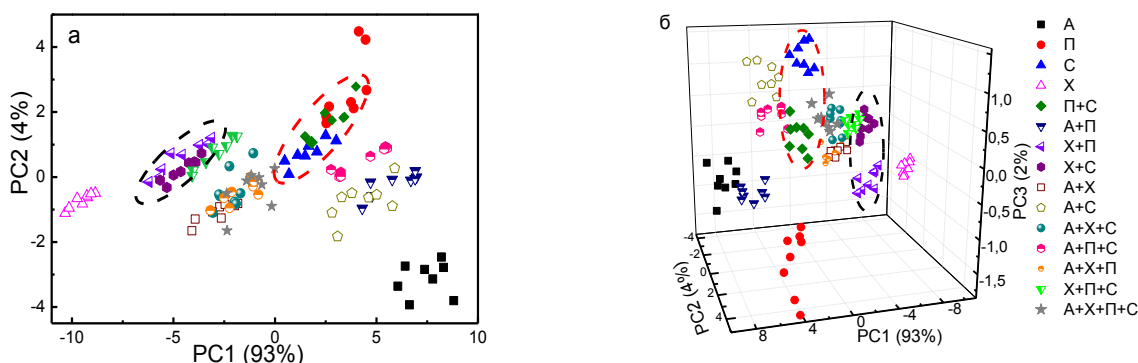 а
PC2 (4%)
4
2
0
-2
-4
-10
-5
0
5
10
PC1 (93%)
б
1,0
0,5
0,0
-0,5
-1,0
-1,5
PC3 (2%)
-4
-2
0
2
4
PC2 (4%)
8
4
0
-4
-8
PC1 (93%)
А
П
С
Х
П+С
А+П
Х+П
Х+С
А+Х
А+С
А+Х+С
А+П+С
А+Х+П
Х+П+С
А+Х+П+С